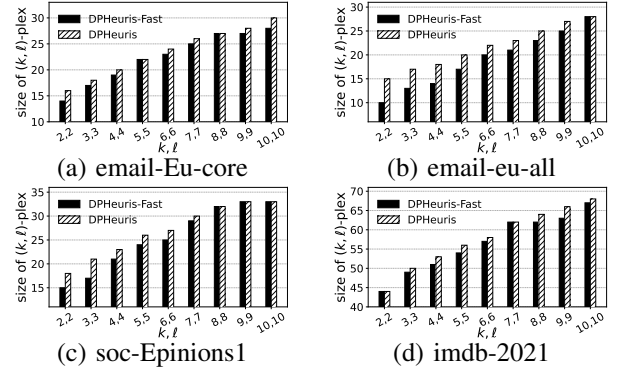 DPHeuris-Fast
DPHeuris
size of (k, ℓ)-plex
30
25
20
15
10
2,2 3,3 4,4 5,5 6,6 7,7 8,8 9,9 10,10
k, ℓ
(a) email-Eu-core
DPHeuris-Fast
DPHeuris
size of (k, ℓ)-plex
30
25
20
15
10
2,2 3,3 4,4 5,5 6,6 7,7 8,8 9,9 10,10
k, ℓ
(b) email-eu-all
DPHeuris-Fast
DPHeuris
size of (k, ℓ)-plex
35
30
25
20
15
2,2 3,3 4,4 5,5 6,6 7,7 8,8 9,9 10,10
k, ℓ
(c) soc-Epinions1
DPHeuris-Fast
DPHeuris
size of (k, ℓ)-plex
70
65
60
55
50
45
40
2,2 3,3 4,4 5,5 6,6 7,7 8,8 9,9 10,10
k, ℓ
(d) imdb-2021